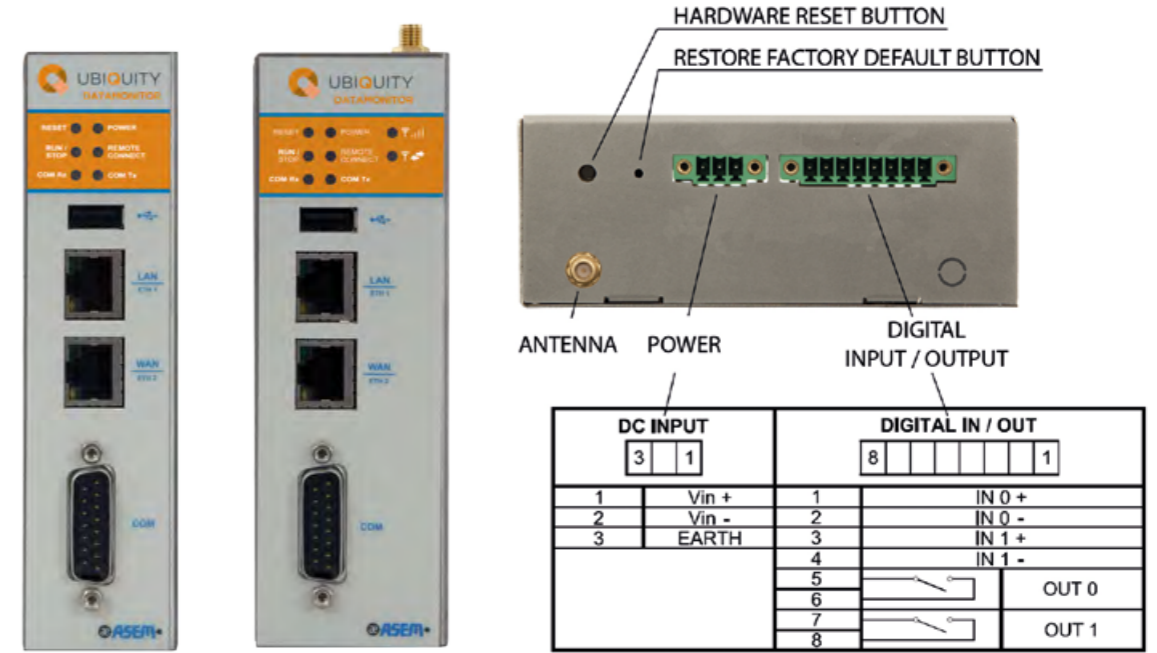 UBIQUITY
DATAMONITOR
RESET POWER
RUN / STOP REMOTE CONNECT
COM Rx COM Tx
LAN
ETH 1
WAN
ETH 2
COM
ASEM
UBIQUITY
DATAMONITOR
RESET POWER
RUN / STOP REMOTE CONNECT
COM Rx COM Tx
LAN
ETH 1
WAN
ETH 2
COM
ASEM
HARDWARE RESET BUTTON
RESTORE FACTORY DEFAULT BUTTON
ANTENNA POWER
DIGITAL
INPUT / OUTPUT
DC INPUT
3 1
1 Vin +
2 Vin -
3 EARTH
DIGITAL IN / OUT
8 1
1 IN 0 +
2 IN 0 -
3 IN 1 +
4 IN 1 -
5
6
OUT 0
7
8
OUT 1